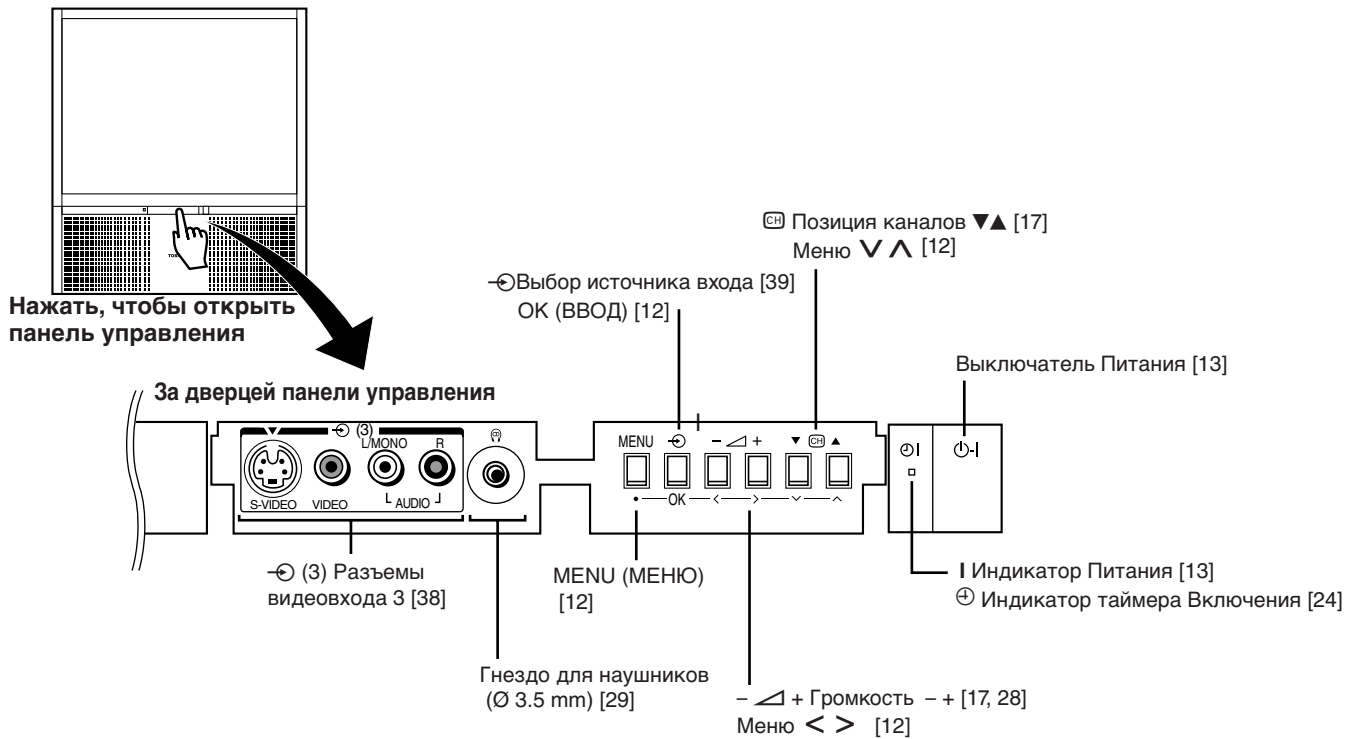 Нажать, чтобы открыть
панель управления
За дверцей панели управления
CH Позиция каналов ▼▲ [17]
Меню ∨ ∧ [12]
Выбор источника входа [39]
OK (ВВОД) [12]
Выключатель Питания [13]
(3)
L/MONO R
S-VIDEO VIDEO AUDIO
MENU – + ▼ CH ▲
• OK < > ∨ ∧
(3) Разъемы
видеовхода 3 [38]
MENU (МЕНЮ)
[12]
I Индикатор Питания [13]
Индикатор таймера Включения [24]
Гнездо для наушников
(Ø 3.5 mm) [29]
– + Громкость – + [17, 28]
Меню < > [12]